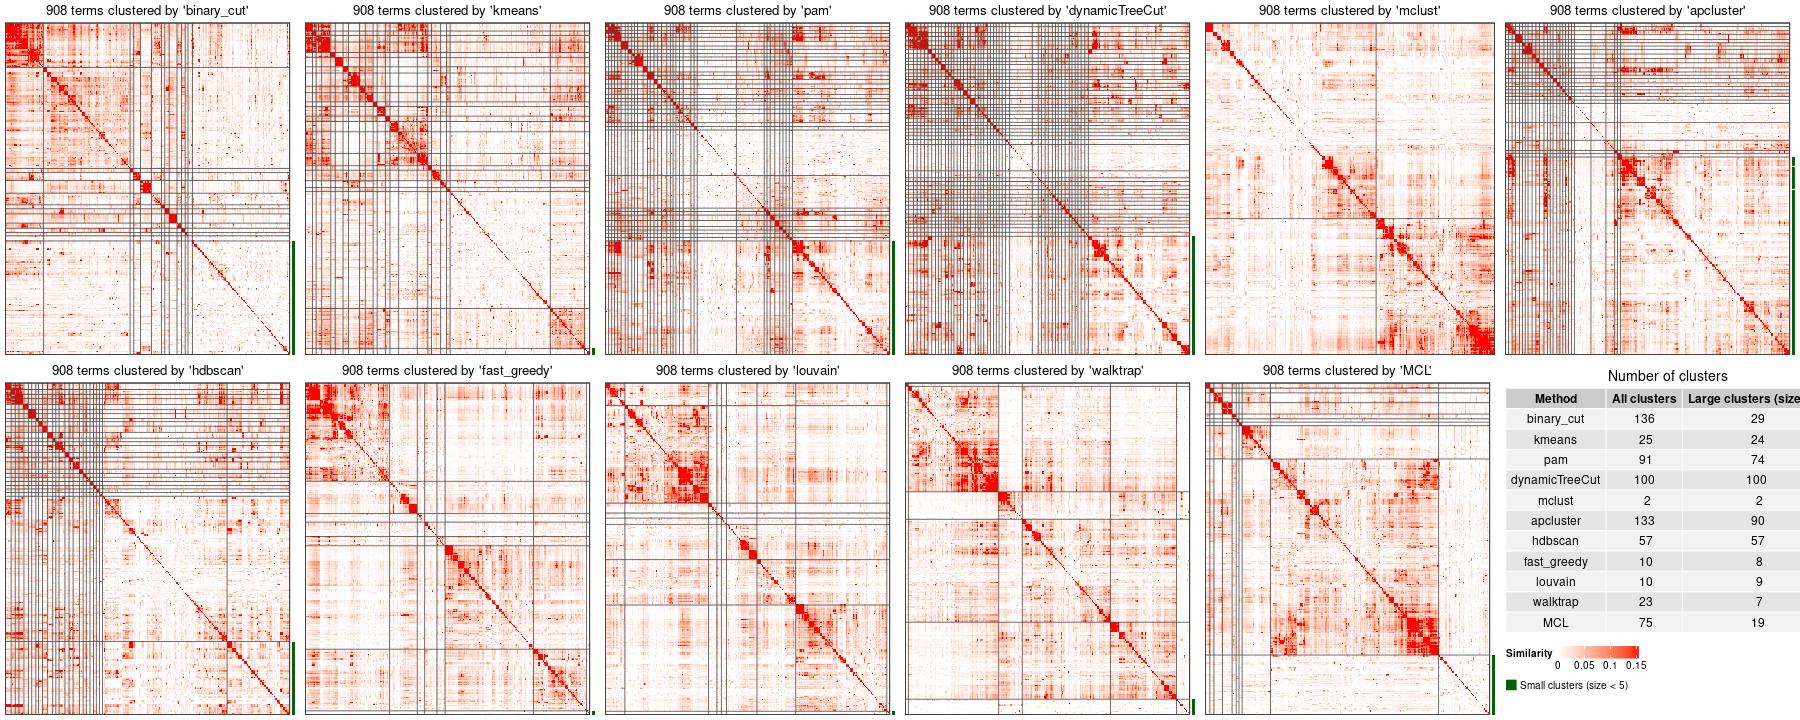 908 terms clustered by 'binary_cut'
908 terms clustered by 'kmeans'
908 terms clustered by 'pam'
908 terms clustered by 'dynamicTreeCut'
908 terms clustered by 'mclust'
908 terms clustered by 'apcluster'
908 terms clustered by 'hdbscan'
908 terms clustered by 'fast_greedy'
908 terms clustered by 'louvain'
908 terms clustered by 'walktrap'
908 terms clustered by 'MCL'
Number of clusters
Method All clusters Large clusters (size
binary_cut 136 29
kmeans 25 24
pam 91 74
dynamicTreeCut 100 100
mclust 2 2
apcluster 133 90
hdbscan 57 57
fast_greedy 10 8
louvain 10 9
walktrap 23 7
MCL 75 19
Similarity
0 0.05 0.1 0.15
Small clusters (size < 5)